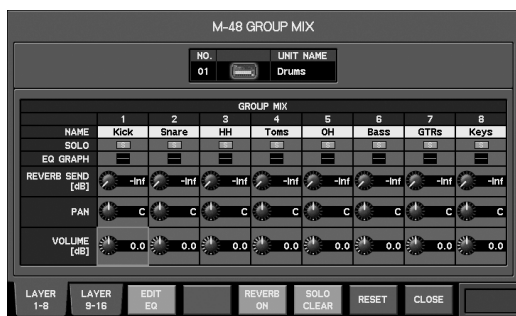 M-48 GROUP MIX
NO. UNIT NAME
01 Drums
GROUP MIX
1 2 3 4 5 6 7 8
NAME Kick Snare HH Toms OH Bass GTRs Keys
SOLO
EQ GRAPH
REVERB SEND [dB] -Inf -Inf -Inf -Inf -Inf -Inf -Inf -Inf
PAN C C C C C C C C
VOLUME [dB] 0.0 0.0 0.0 0.0 0.0 0.0 0.0 0.0
LAYER 1-8 LAYER 9-16 EDIT EQ REVERB ON SOLO CLEAR RESET CLOSE